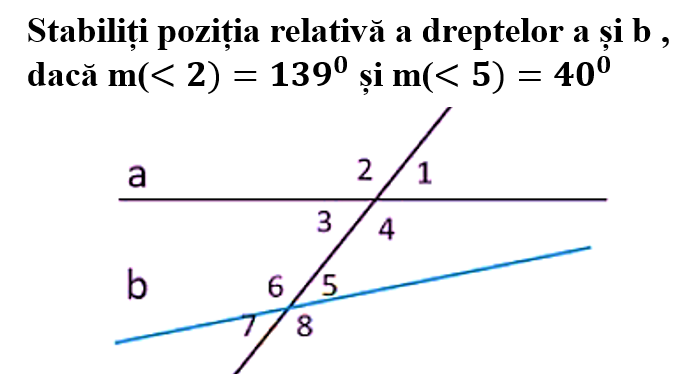 Stabiliți poziția relativă a dreptelor a și b ,
dacă m(< 2) = 139⁰ și m(< 5) = 40⁰
a
2 1
3 4
b
6 5
7 8